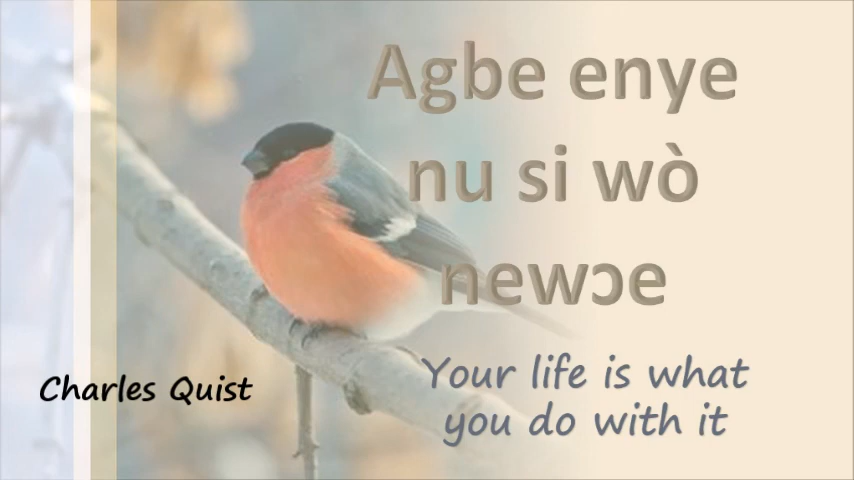 Agbe enye
nu si wò
newɔe
Your life is what
you do with it
Charles Quist